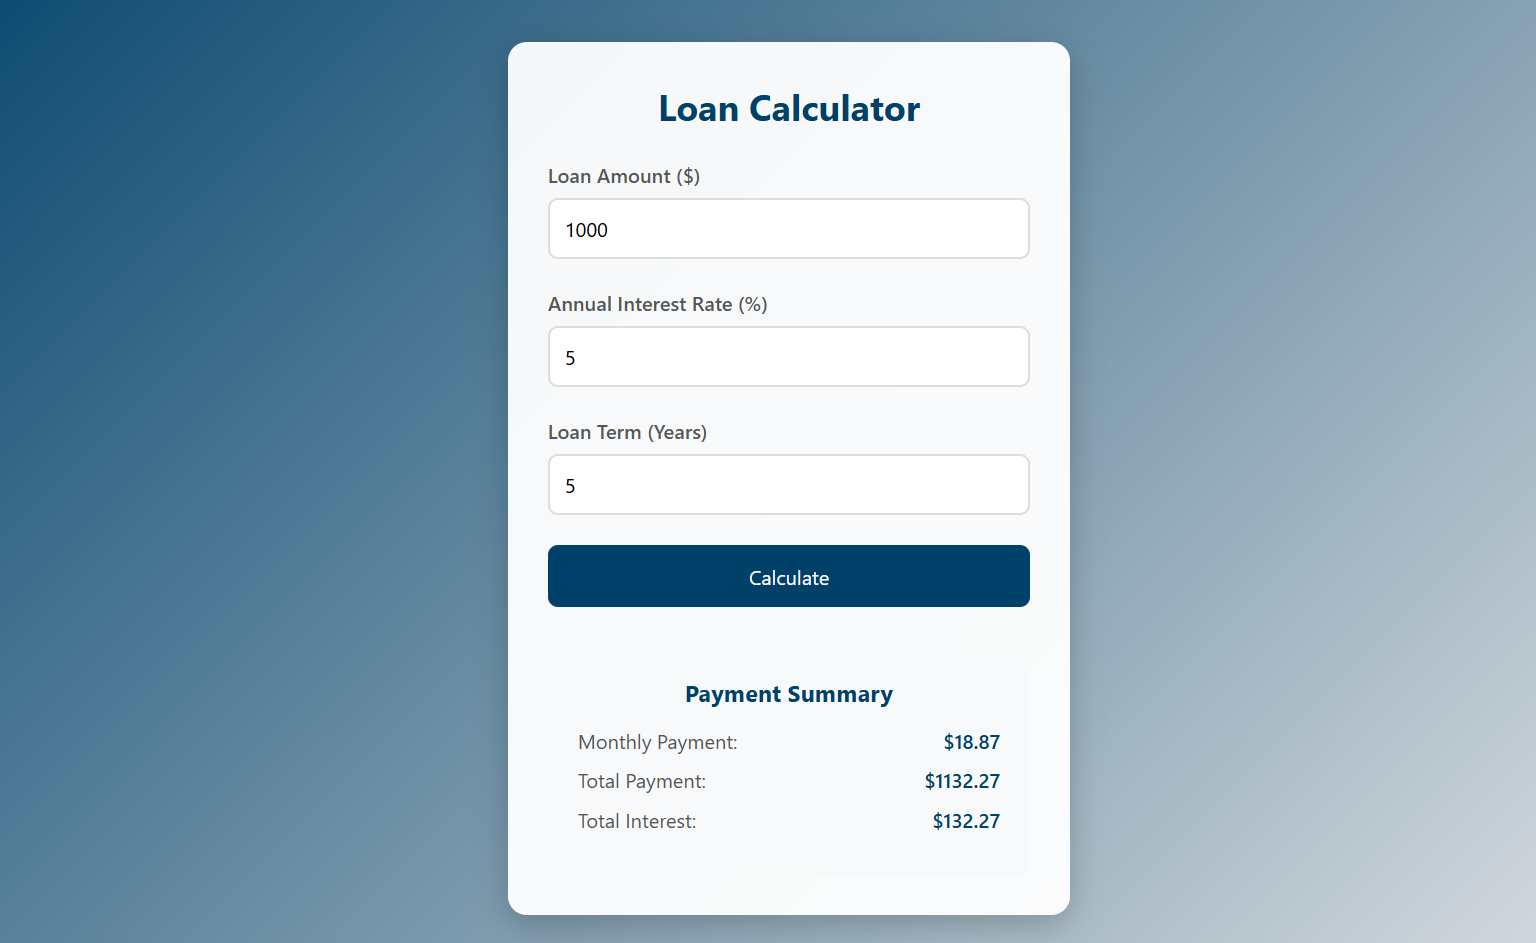 Loan Calculator
Loan Amount ($)
1000
Annual Interest Rate (%)
5
Loan Term (Years)
5
Calculate
Payment Summary
Monthly Payment: $18.87
Total Payment: $1132.27
Total Interest: $132.27